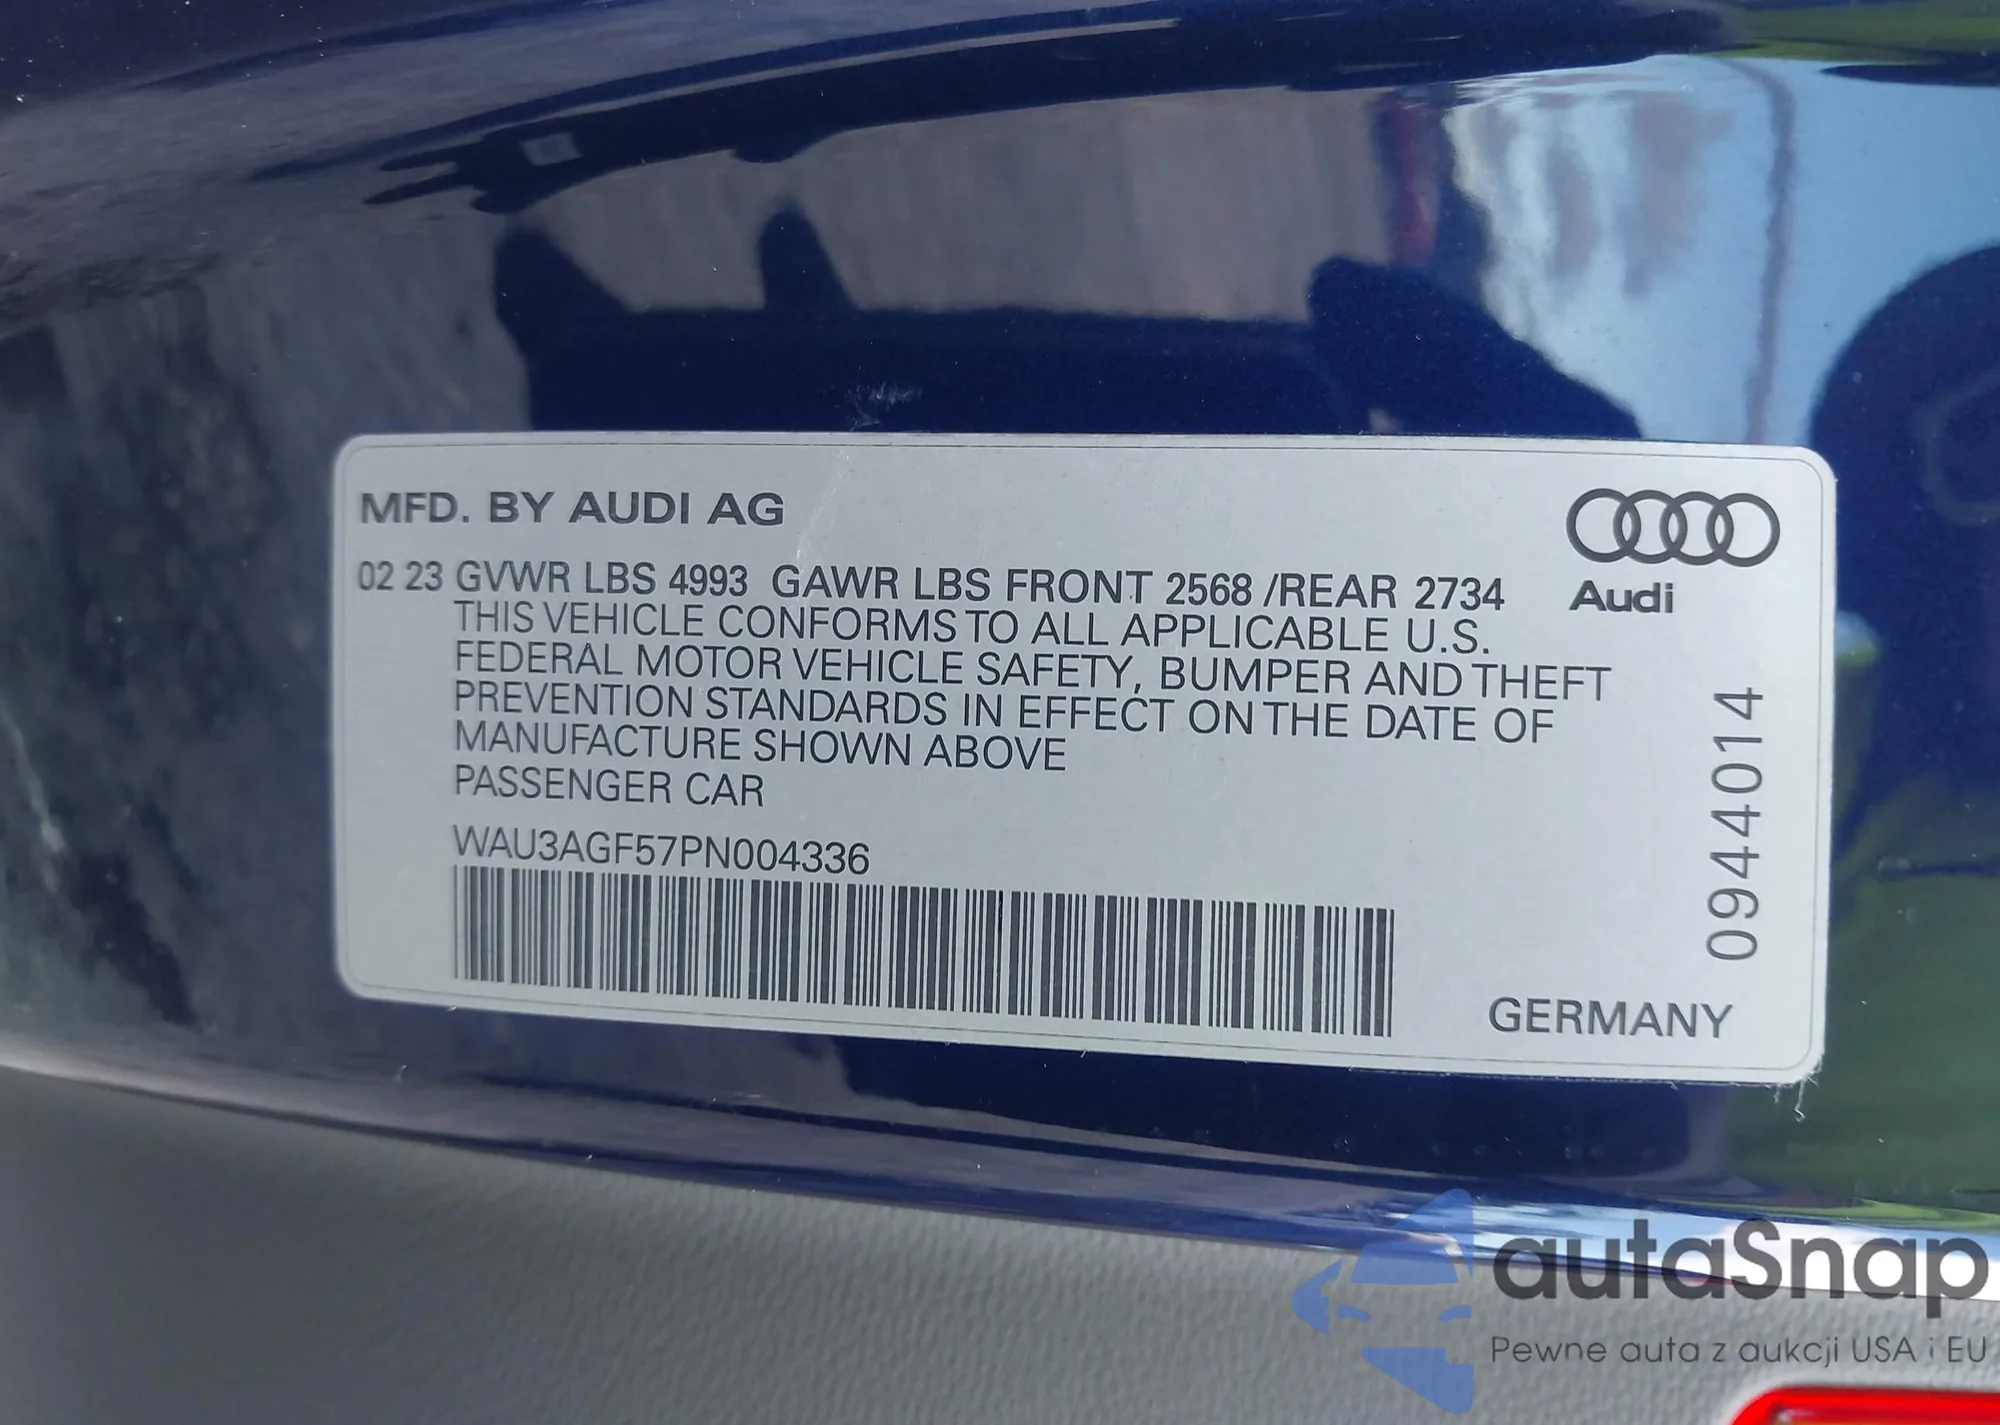 MFD. BY AUDI AG
02 23 GVWR LBS 4993 GAWR LBS FRONT 2568 /REAR 2734
Audi
THIS VEHICLE CONFORMS TO ALL APPLICABLE U.S.
FEDERAL MOTOR VEHICLE SAFETY, BUMPER AND THEFT
PREVENTION STANDARDS IN EFFECT ON THE DATE OF
MANUFACTURE SHOWN ABOVE
PASSENGER CAR
WAU3AGF57PN004336
0944014
GERMANY
autaSnap
Pewne auta z aukcji USA i EU